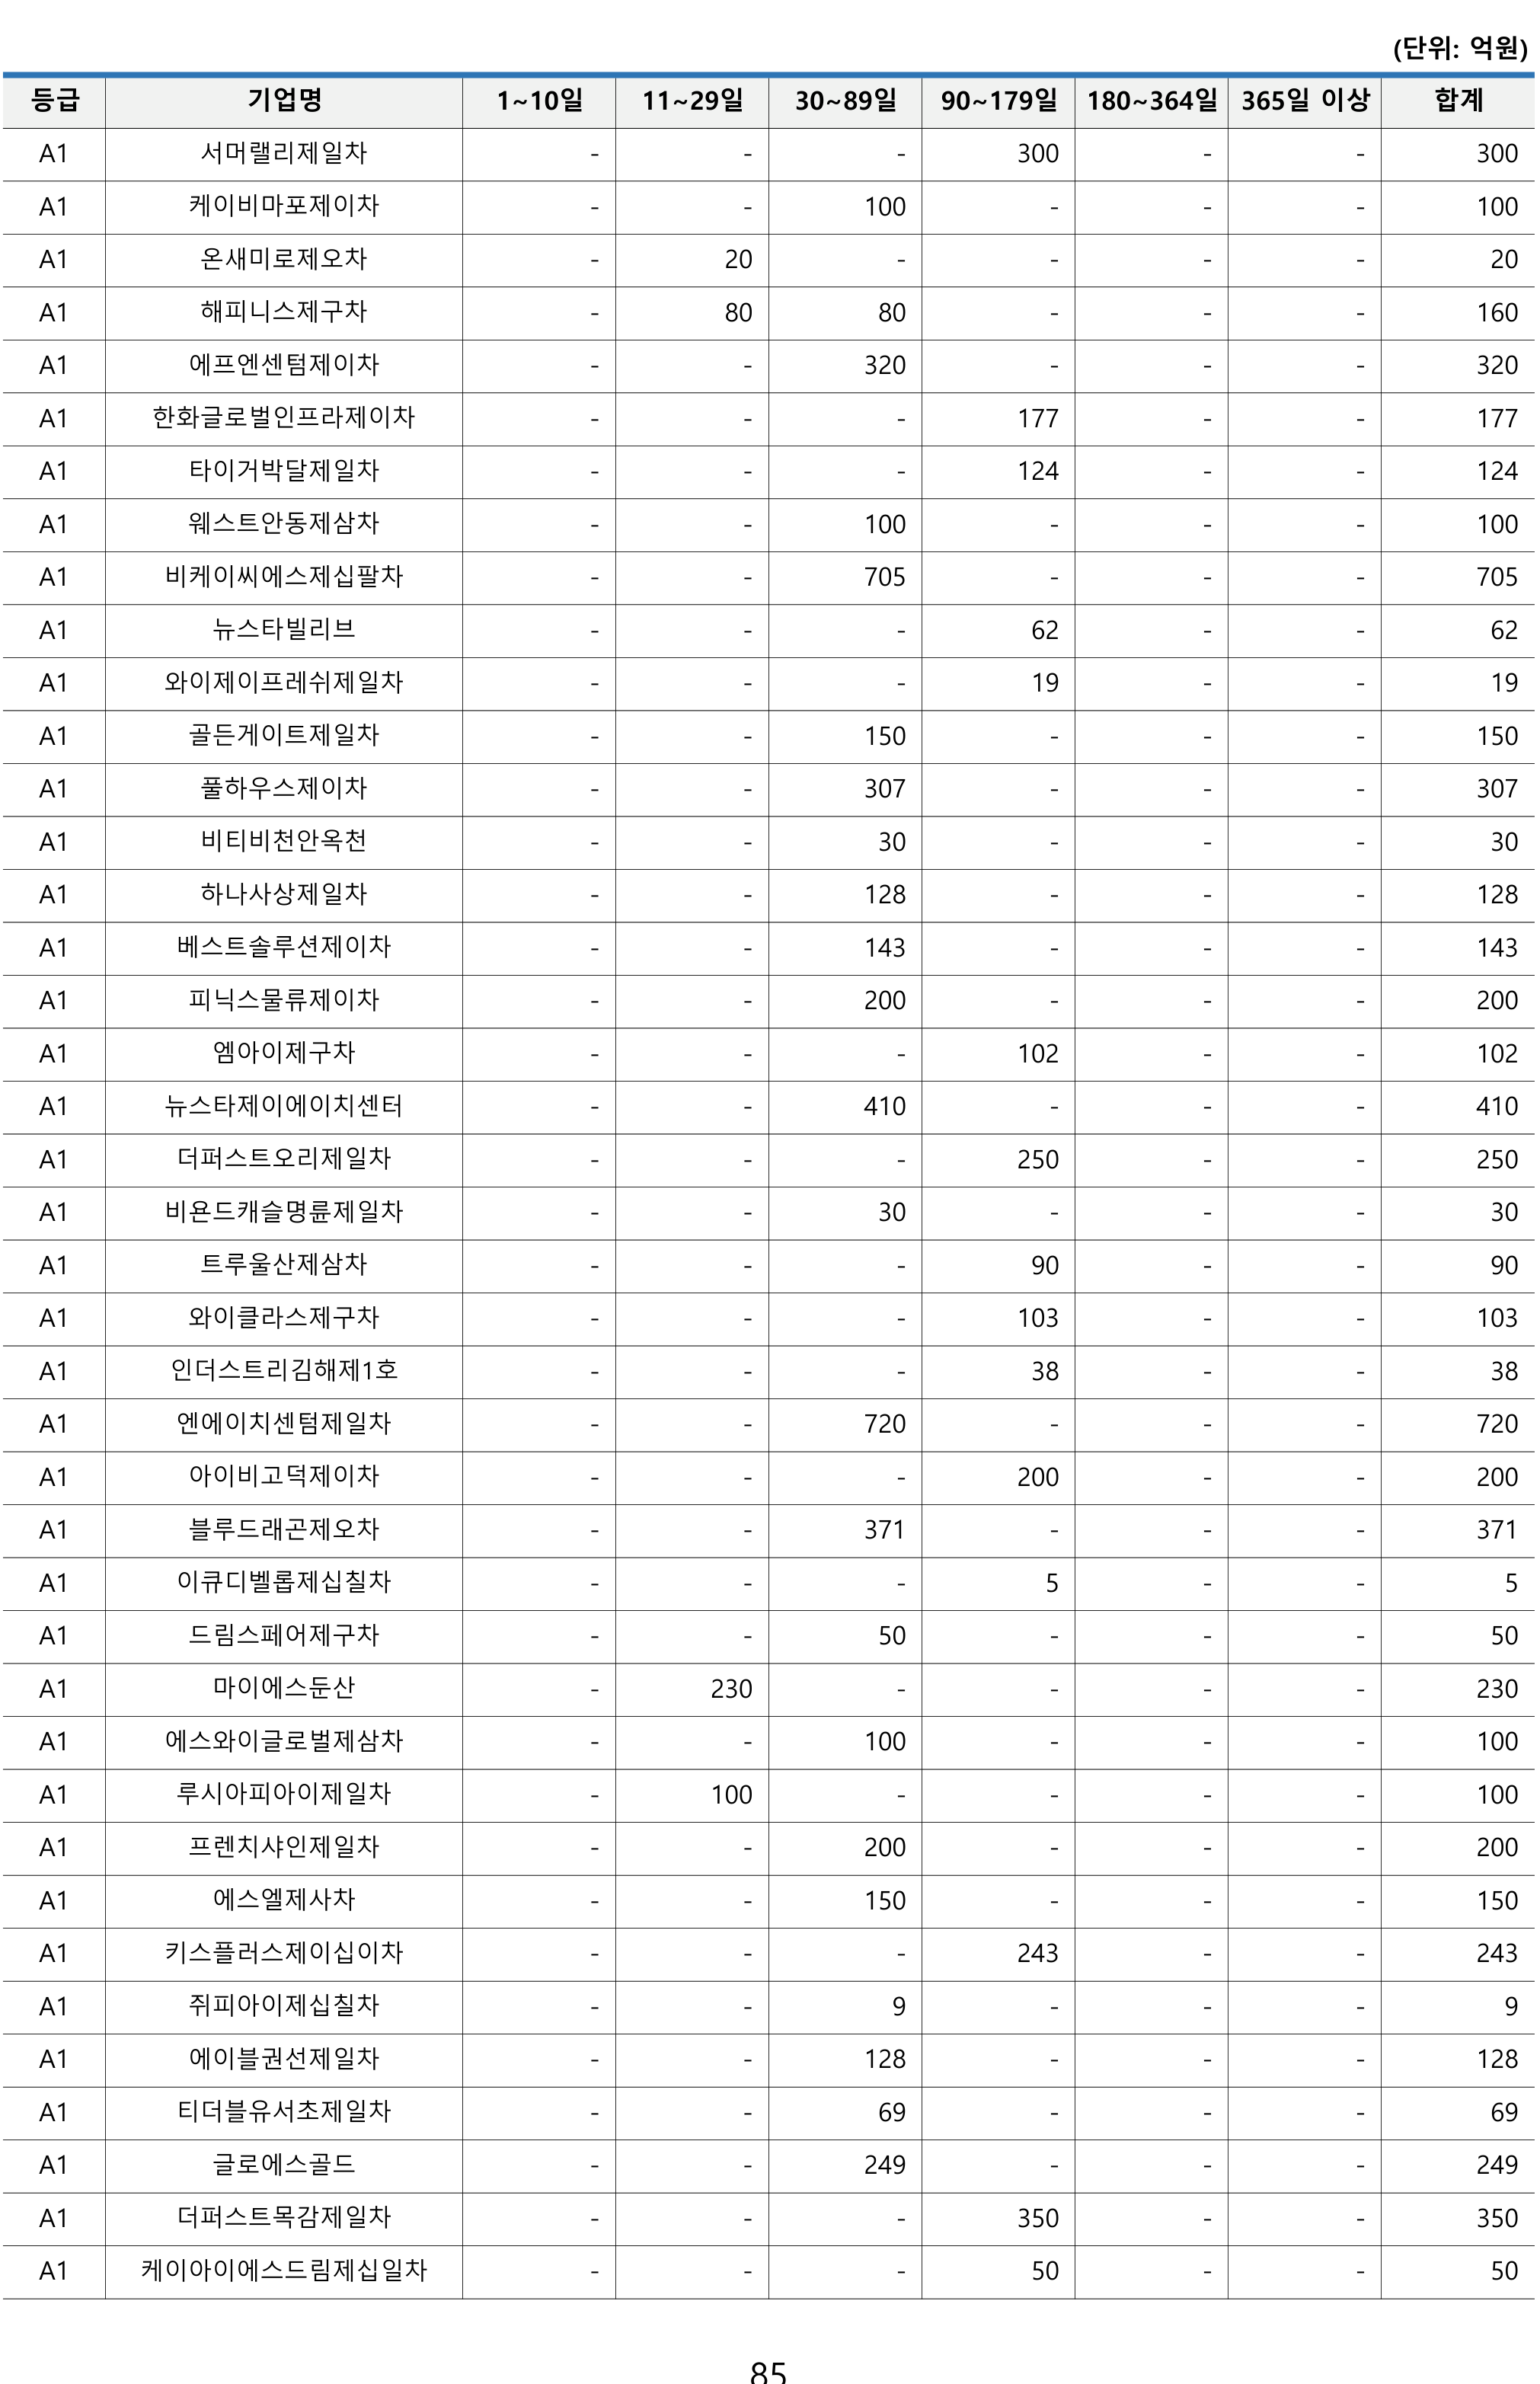 (단위: 억원)
등급 기업명 1~10일 11~29일 30~89일 90~179일 180~364일 365일 이상 합계
A1 서머랠리제일차 - - - 300 - - 300
A1 케이비마포제이차 - - 100 - - - 100
A1 온새미로제오차 - 20 - - - - 20
A1 해피니스제구차 - 80 80 - - - 160
A1 에프엔센텀제이차 - - 320 - - - 320
A1 한화글로벌인프라제이차 - - - 177 - - 177
A1 타이거박달제일차 - - - 124 - - 124
A1 웨스트안동제삼차 - - 100 - - - 100
A1 비케이씨에스제십팔차 - - 705 - - - 705
A1 뉴스타빌리브 - - - 62 - - 62
A1 와이제이프레쉬제일차 - - - 19 - - 19
A1 골든게이트제일차 - - 150 - - - 150
A1 풀하우스제이차 - - 307 - - - 307
A1 비티비천안옥천 - - 30 - - - 30
A1 하나사상제일차 - - 128 - - - 128
A1 베스트솔루션제이차 - - 143 - - - 143
A1 피닉스물류제이차 - - 200 - - - 200
A1 엠아이제구차 - - - 102 - - 102
A1 뉴스타제이에이치센터 - - 410 - - - 410
A1 더퍼스트오리제일차 - - - 250 - - 250
A1 비욘드캐슬명륜제일차 - - 30 - - - 30
A1 트루울산제삼차 - - - 90 - - 90
A1 와이클라스제구차 - - - 103 - - 103
A1 인더스트리김해제1호 - - - 38 - - 38
A1 엔에이치센텀제일차 - - 720 - - - 720
A1 아이비고덕제이차 - - - 200 - - 200
A1 블루드래곤제오차 - - 371 - - - 371
A1 이큐디벨롭제십칠차 - - - 5 - - 5
A1 드림스페어제구차 - - 50 - - - 50
A1 마이에스둔산 - 230 - - - - 230
A1 에스와이글로벌제삼차 - - 100 - - - 100
A1 루시아피아이제일차 - 100 - - - - 100
A1 프렌치샤인제일차 - - 200 - - - 200
A1 에스엘제사차 - - 150 - - - 150
A1 키스플러스제이십이차 - - - 243 - - 243
A1 쥐피아이제십칠차 - - 9 - - - 9
A1 에이블권선제일차 - - 128 - - - 128
A1 티더블유서초제일차 - - 69 - - - 69
A1 글로에스골드 - - 249 - - - 249
A1 더퍼스트목감제일차 - - - 350 - - 350
A1 케이아이에스드림제십일차 - - - 50 - - 50
85